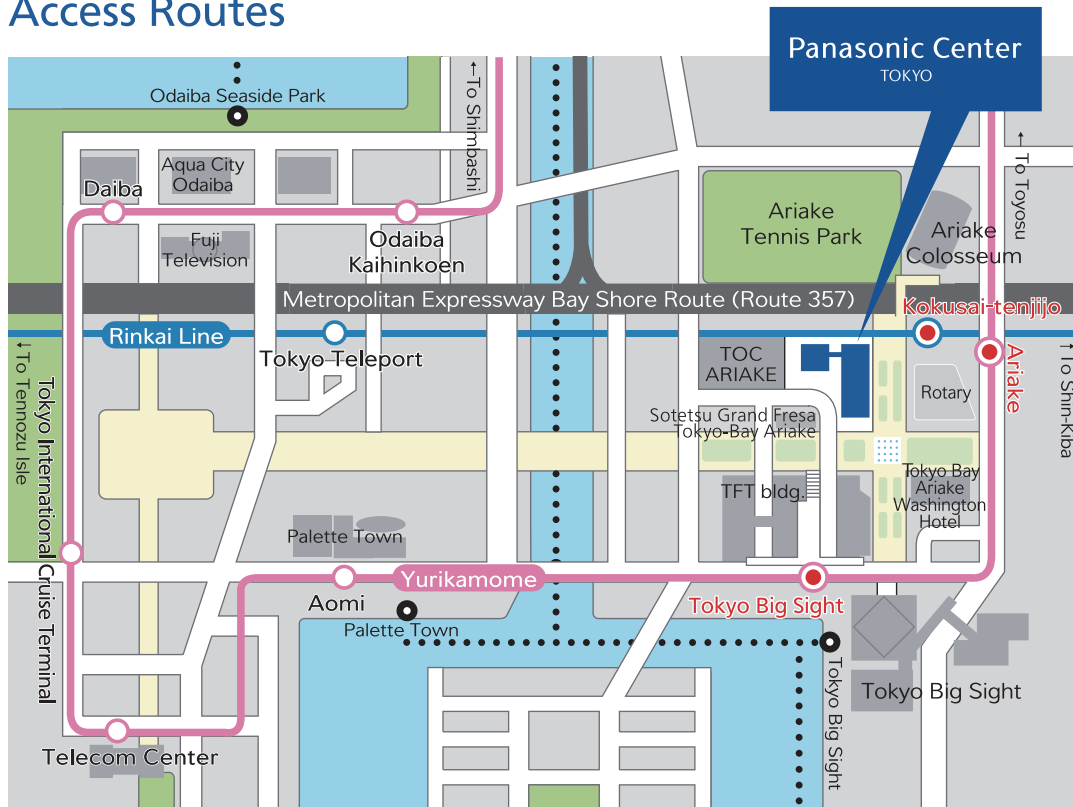 Access Routes
Panasonic Center
TOKYO
←To Shimbashi
Odaiba Seaside Park
Aqua City
Odaiba
Daiba
Odaiba
Kaihinkoen
Fuji
Television
Ariake
Tennis Park
Ariake
Colosseum
←To Toyosu
Metropolitan Expressway Bay Shore Route (Route 357)
Kokusai-tenjijo
Rinkai Line
Tokyo Teleport
TOC
ARIAKE
Ariake
↓To Tennozu Isle
↑To Shin-Kiba
Rotary
Sotetsu Grand Fresa
Tokyo-Bay Ariake
Tokyo International Cruise Terminal
TFT bldg.
Tokyo Bay
Ariake
Washington
Hotel
Palette Town
Aomi
Yurikamome
Tokyo Big Sight
Palette Town
Tokyo Big Sight
Tokyo Big Sight
Telecom Center